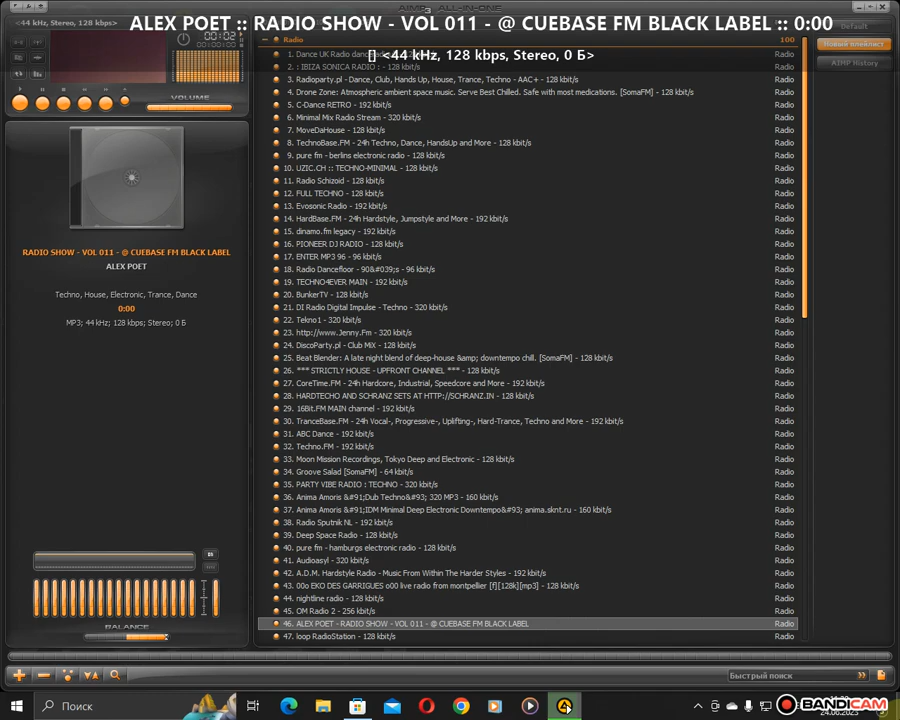 <44 kHz, 128 kbps, Stereo, 0 Б>
AIMP3 ALL-IN-ONE
ALEX POET :: RADIO SHOW - VOL 011 - @ CUEBASE FM BLACK LABEL :: 0:00
[] <44 kHz, 128 kbps, Stereo, 0 Б>
00:02
00:00:00
VOLUME
RADIO SHOW - VOL 011 - @ CUEBASE FM BLACK LABEL
ALEX POET
Techno, House, Electronic, Trance, Dance
0:00
MP3; 44 kHz; 128 kbps; Stereo; 0 Б
BALANCE
Radio 100
1. Dance UK Radio Radio
2. : IBIZA SONICA RADIO : - 128 kbit/s Radio
3. Radioparty.pl - Dance, Club, Hands Up, House, Trance, Techno - AAC+ - 128 kbit/s Radio
4. Drone Zone: Atmospheric ambient space music. Serve Best Chilled. Safe with most medications. [SomaFM] - 128 kbit/s Radio
5. C-Dance RETRO - 192 kbit/s Radio
6. Minimal Mix Radio Stream - 320 kbit/s Radio
7. MoveDaHouse - 128 kbit/s Radio
8. TechnoBase.FM - 24h Techno, Dance, HandsUp and More - 128 kbit/s Radio
9. pure fm - berlins electronic radio - 128 kbit/s Radio
10. UZIC.CH :: TECHNO-MINIMAL - 128 kbit/s Radio
11. Radio Schizoid - 128 kbit/s Radio
12. FULL TECHNO - 128 kbit/s Radio
13. Evosonic Radio - 192 kbit/s Radio
14. HardBase.FM - 24h Hardstyle, Jumpstyle and More - 192 kbit/s Radio
15. dinamo.fm legacy - 192 kbit/s Radio
16. PIONEER DJ RADIO - 128 kbit/s Radio
17. ENTER MP3 96 - 96 kbit/s Radio
18. Radio Dancefloor - 90&#039;s - 96 kbit/s Radio
19. TECHNO4EVER MAIN - 192 kbit/s Radio
20. BunkerTV - 128 kbit/s Radio
21. DI Radio Digital Impulse - Techno - 320 kbit/s Radio
22. Tekno1 - 320 kbit/s Radio
23. http://www.Jenny.Fm - 320 kbit/s Radio
24. DiscoParty.pl - Club MiX - 128 kbit/s Radio
25. Beat Blender: A late night blend of deep-house &amp; downtempo chill. [SomaFM] - 128 kbit/s Radio
26. *** STRICTLY HOUSE - UPFRONT CHANNEL *** - 128 kbit/s Radio
27. CoreTime.FM - 24h Hardcore, Industrial, Speedcore and More - 192 kbit/s Radio
28. HARDTECHO AND SCHRANZ SETS AT HTTP://SCHRANZ.IN - 128 kbit/s Radio
29. 16Bit.FM MAIN channel - 192 kbit/s Radio
30. TranceBase.FM - 24h Vocal-, Progressive-, Uplifting-, Hard-Trance, Techno and More - 192 kbit/s Radio
31. ABC Dance - 192 kbit/s Radio
32. Techno.FM - 192 kbit/s Radio
33. Moon Mission Recordings, Tokyo Deep and Electronic - 128 kbit/s Radio
34. Groove Salad [SomaFM] - 64 kbit/s Radio
35. PARTY VIBE RADIO : TECHNO - 320 kbit/s Radio
36. Anima Amoris &#91;Dub Techno&#93; 320 MP3 - 160 kbit/s Radio
37. Anima Amoris &#91;IDM Minimal Deep Electronic Downtempo&#93; anima.sknt.ru - 160 kbit/s Radio
38. Radio Sputnik NL - 192 kbit/s Radio
39. Deep Space Radio - 128 kbit/s Radio
40. pure fm - hamburgs electronic radio - 128 kbit/s Radio
41. Audioasyl - 320 kbit/s Radio
42. A.D.M. Hardstyle Radio - Music From Within The Harder Styles - 192 kbit/s Radio
43. 00o EKO DES GARRIGUES o00 live radio from montpellier [f][128k][mp3] - 128 kbit/s Radio
44. nightline radio - 128 kbit/s Radio
45. OM Radio 2 - 256 kbit/s Radio
46. ALEX POET - RADIO SHOW - VOL 011 - @ CUEBASE FM BLACK LABEL Radio
47. loop RadioStation - 128 kbit/s Radio
Default
Новый плейлист
AIMP History
Быстрый поиск
Поиск
24.06.2023
BANDICAM